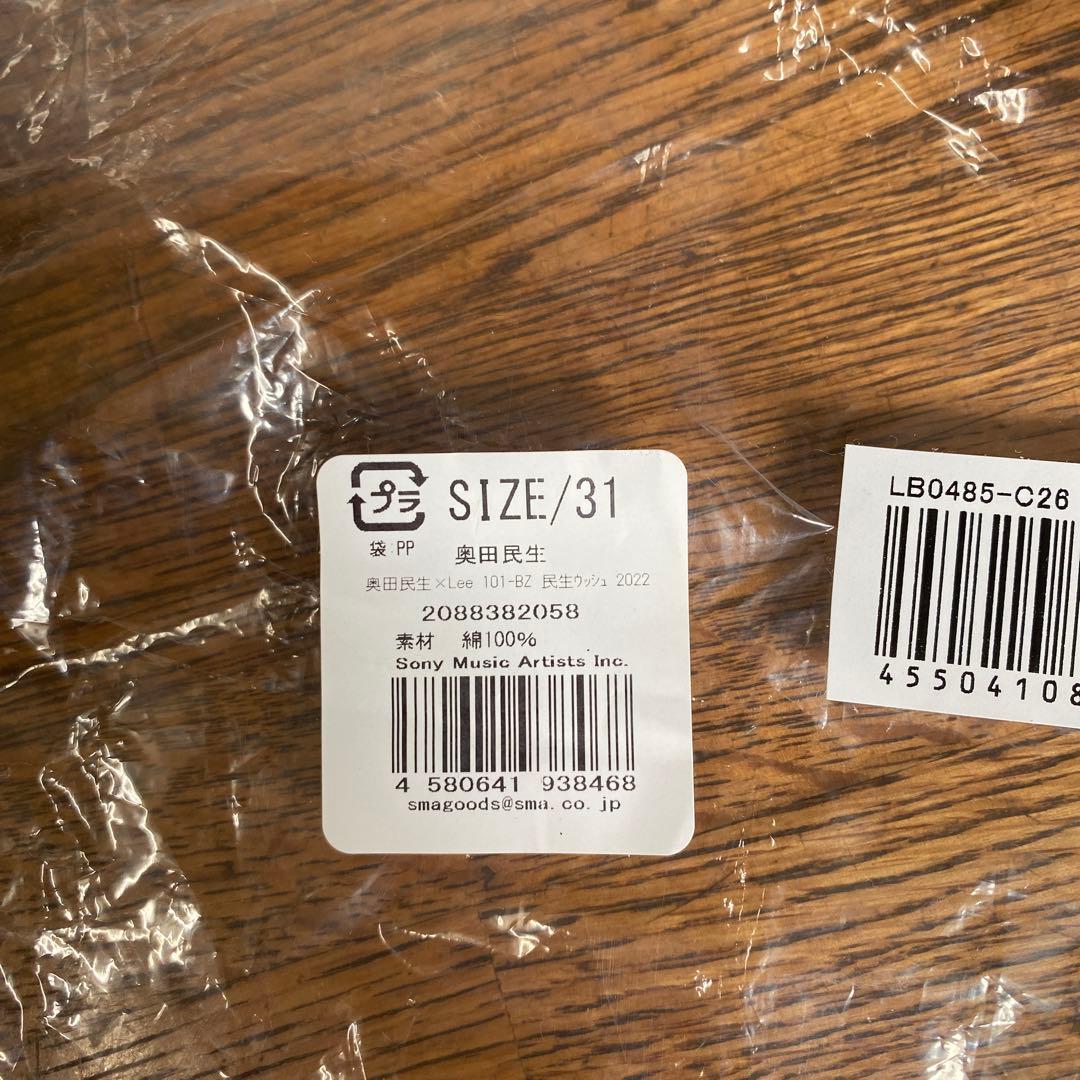 プラ
SIZE/31
袋:PP
奥田民生
奥田民生×Lee 101-BZ 民生ウッシュ 2022
2088382058
素材 綿100%
Sony Music Artists Inc.
4 580641 938468
smagoods@sma.co.jp
LB0485-C26
45504108